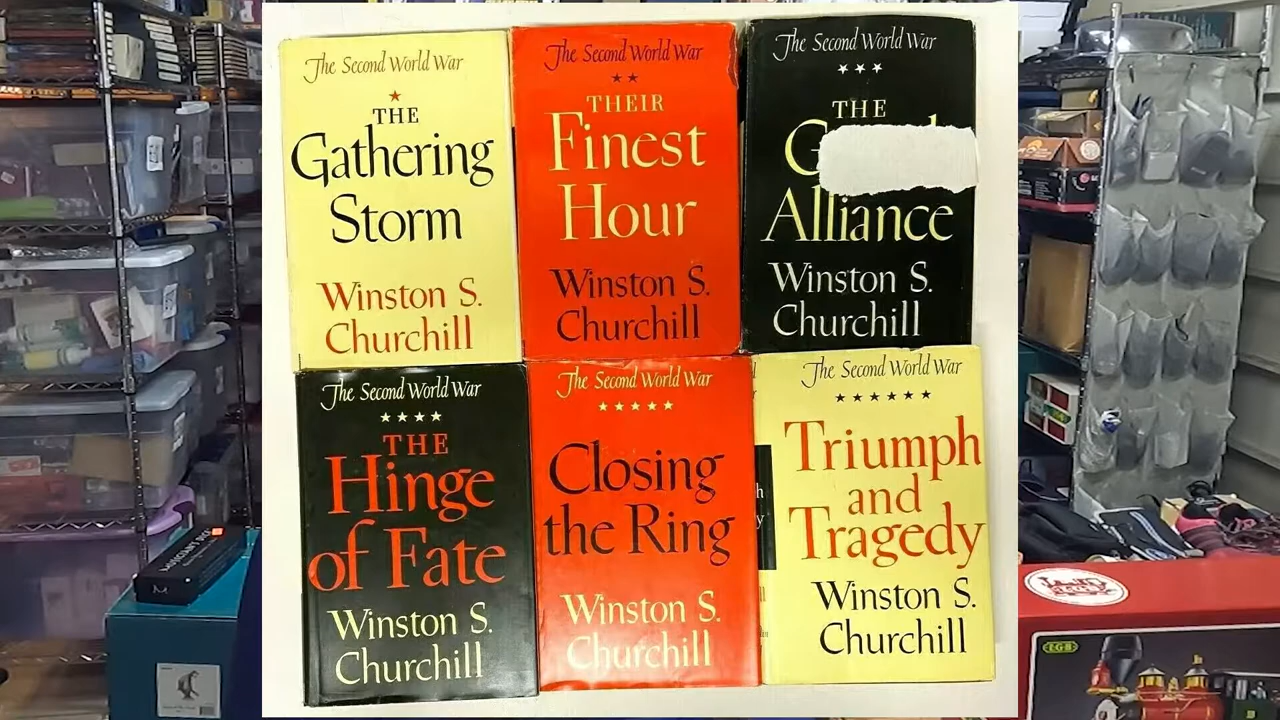 The Second World War
THE
Gathering
Storm
Winston S.
Churchill
The Second World War
THEIR
Finest
Hour
Winston S.
Churchill
The Second World War
THE
Alliance
Winston S.
Churchill
The Second World War
THE
Hinge
of Fate
Winston S.
Churchill
The Second World War
Closing
the Ring
Winston S.
Churchill
The Second World War
Triumph
and
Tragedy
Winston S.
Churchill
LGB